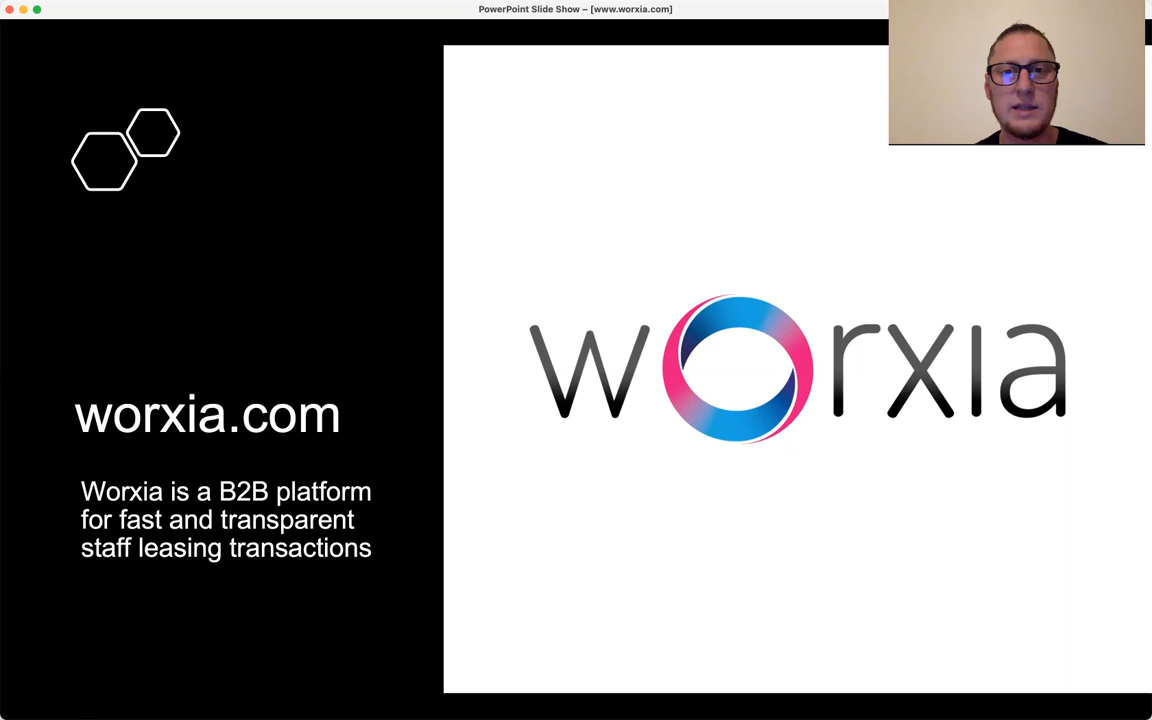 PowerPoint Slide Show – [www.worxia.com]
worxia
worxia.com
Worxia is a B2B platform
for fast and transparent
staff leasing transactions